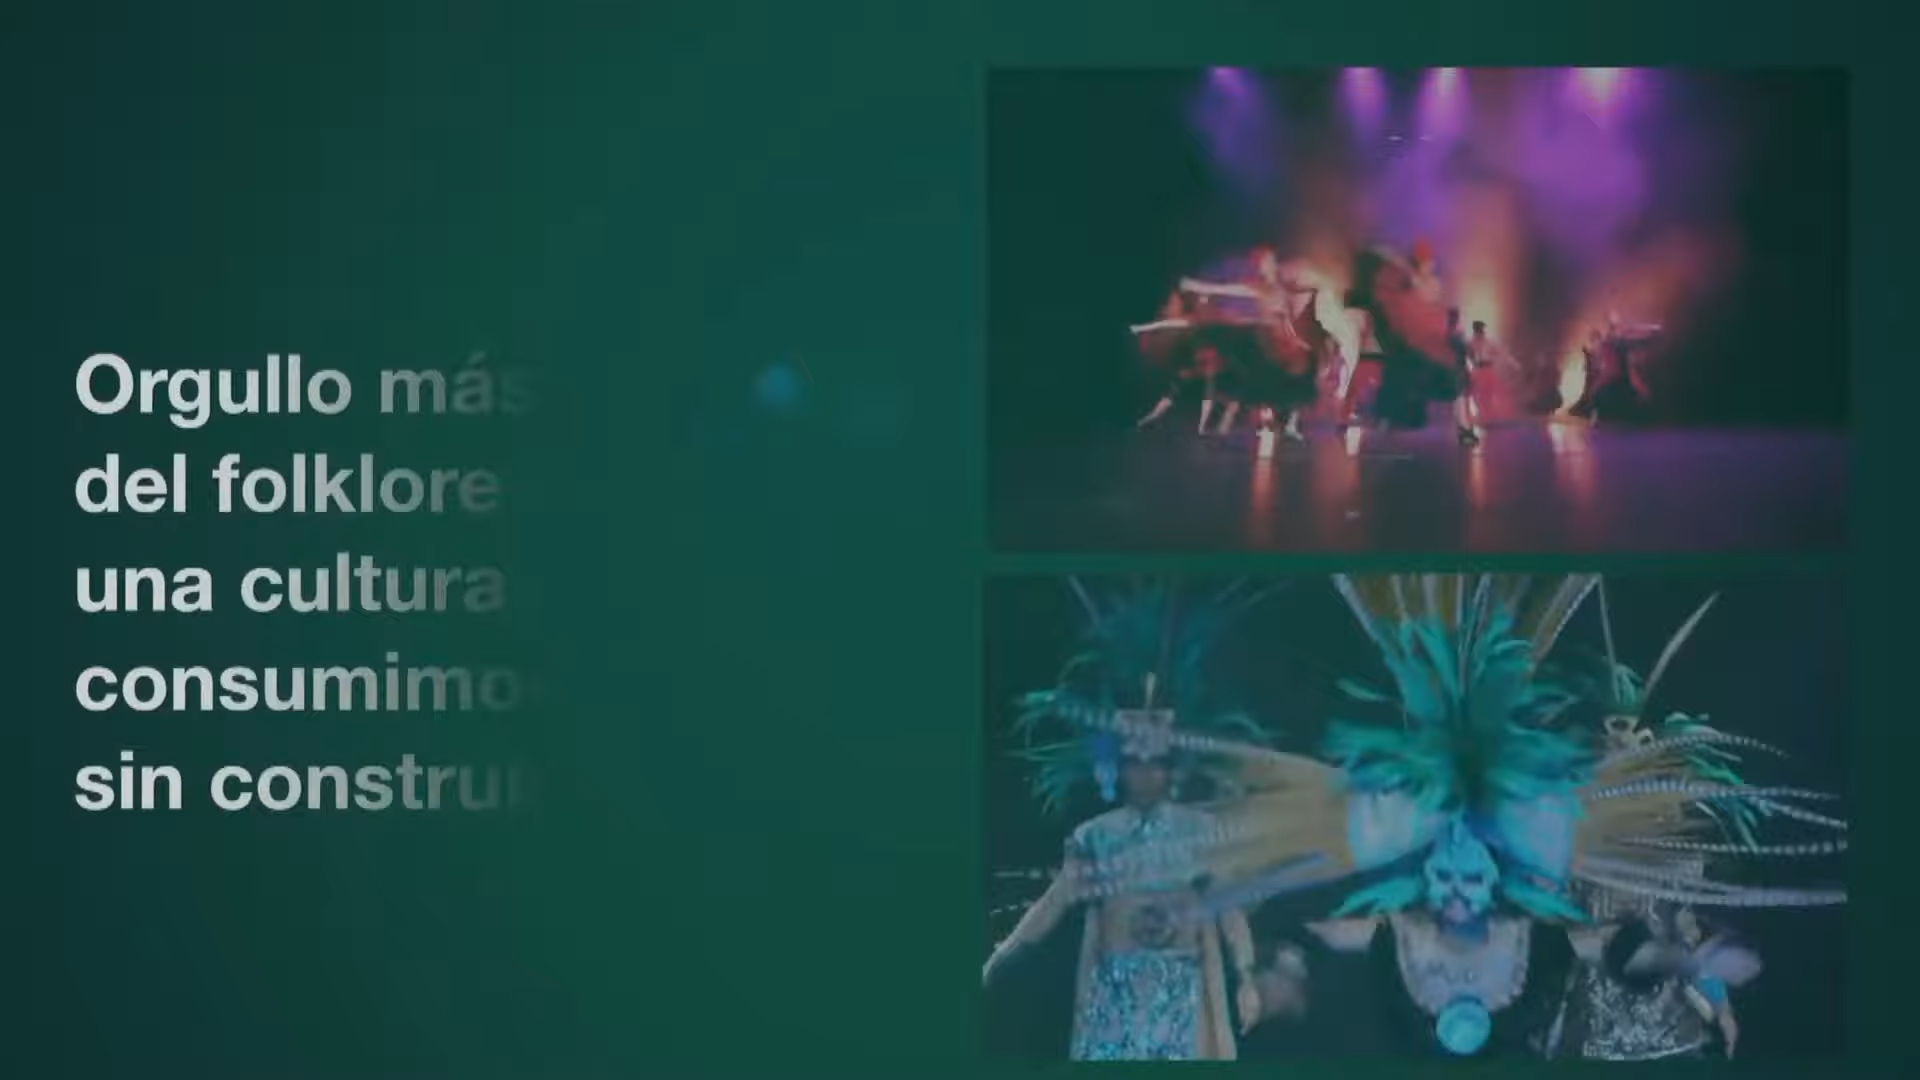 Orgullo más
del folklore
una cultura
consumimo
sin constru